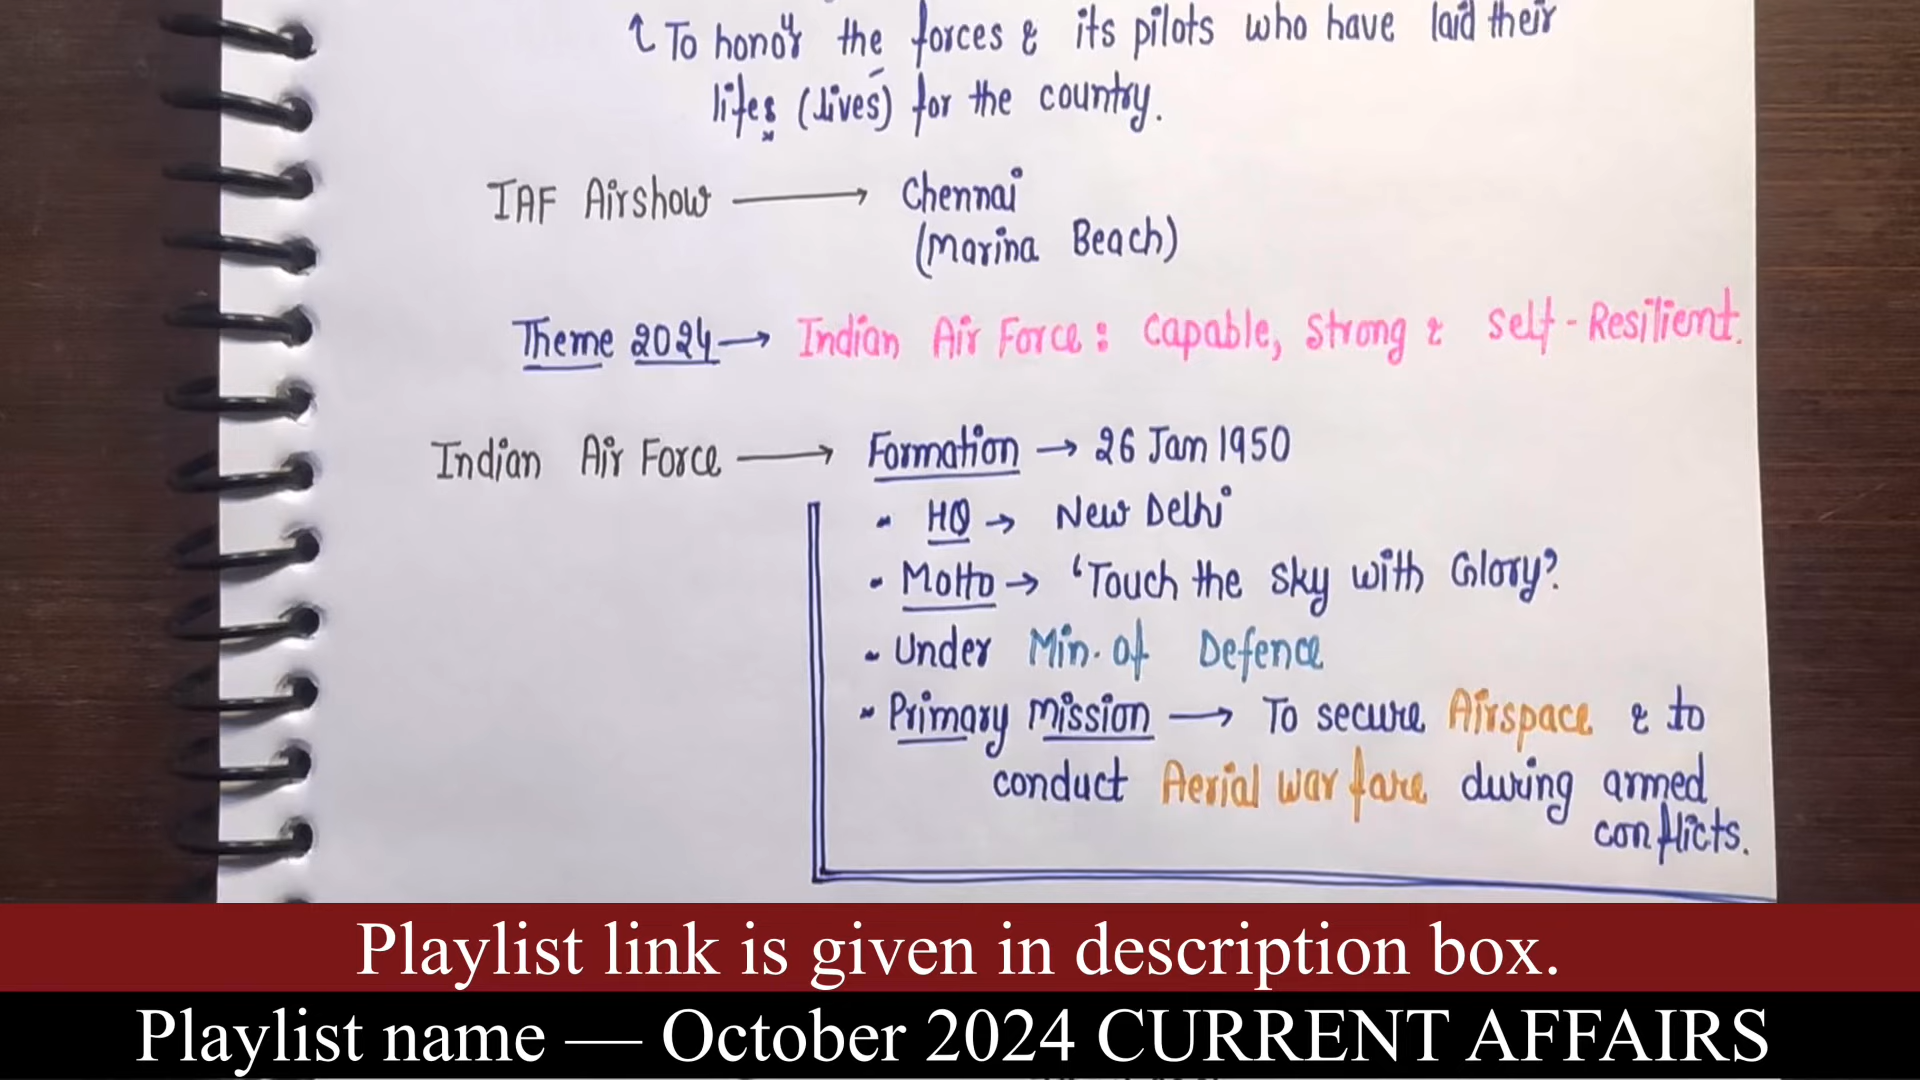 To honor the forces & its pilots who have laid their
lifes (lives) for the country.
IAF Airshow → Chennai
(Marina Beach)
Theme 2024 → Indian Air Force : Capable, Strong & Self-Resilient.
Indian Air Force → Formation → 26 Jan 1950
- HQ → New Delhi
- Motto → 'Touch the sky with Glory'.
- Under Min. of Defence
- Primary Mission → To secure Airspace & to
conduct Aerial warfare during armed
conflicts.
Playlist link is given in description box.
Playlist name — October 2024 CURRENT AFFAIRS